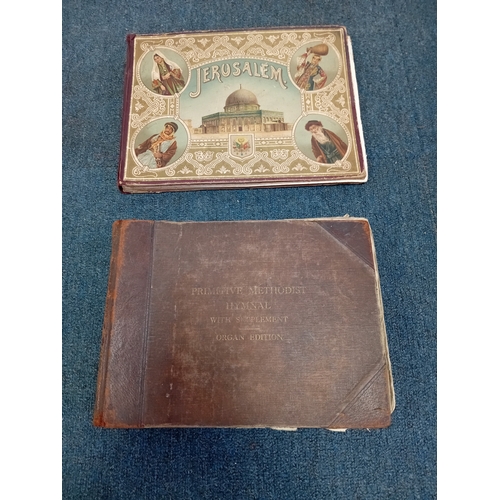 JERUSALEM.
PRIMITIVE METHODIST
HYMNAL
WITH SUPPLEMENT
ORGAN EDITION